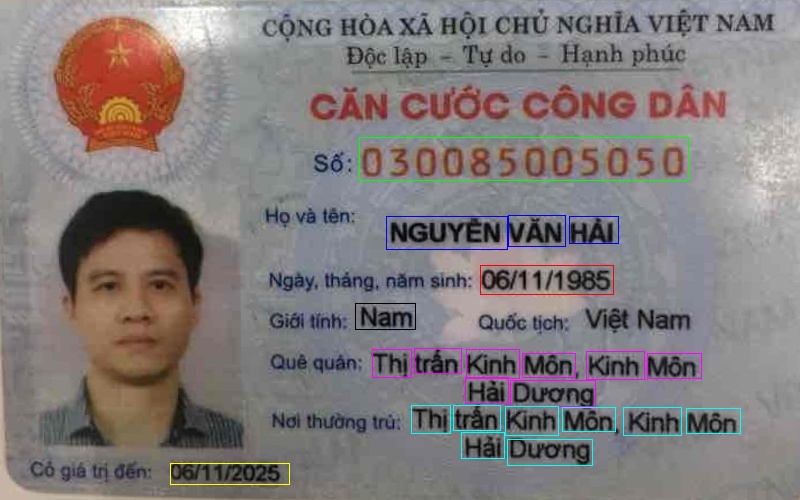 CỘNG HÒA XÃ HỘI CHỦ NGHĨA VIỆT NAM
Độc lập – Tự do – Hạnh phúc
CĂN CƯỚC CÔNG DÂN
Số: 030085005050
Họ và tên: NGUYỄN VĂN HẢI
Ngày, tháng, năm sinh: 06/11/1985
Giới tính: Nam Quốc tịch: Việt Nam
Quê quán: Thị trấn Kinh Môn, Kinh Môn
Hải Dương
Nơi thường trú: Thị trấn Kinh Môn, Kinh Môn
Hải Dương
Có giá trị đến: 06/11/2025